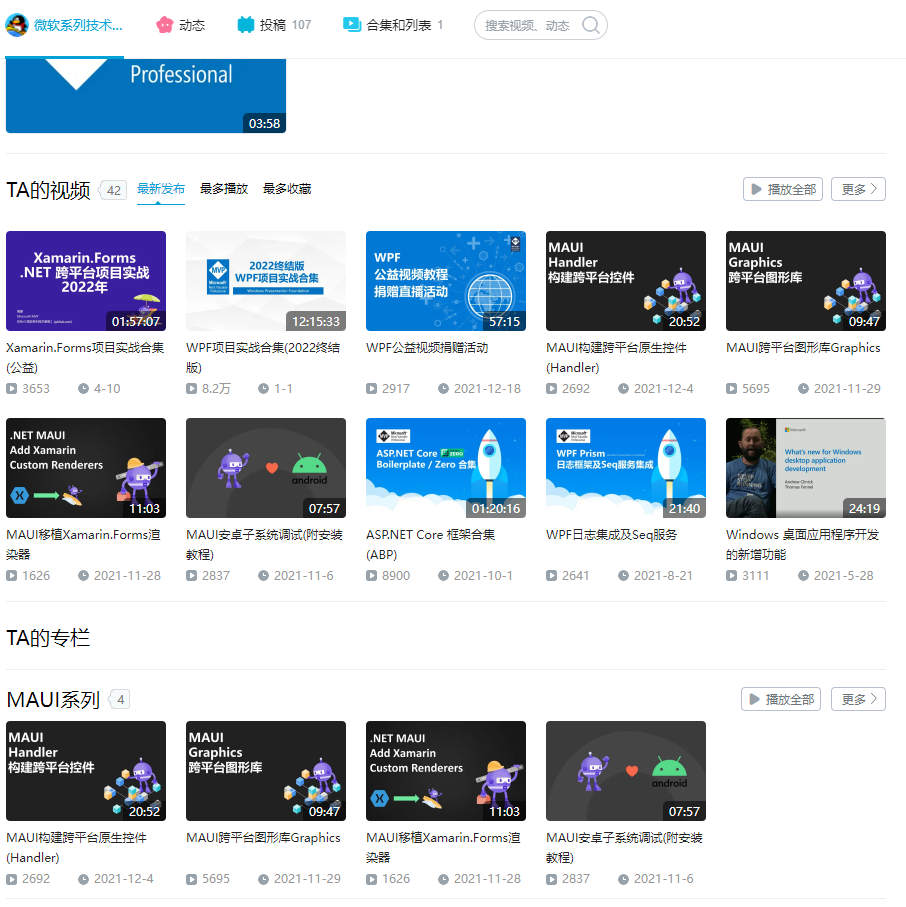 微软系列技术...
动态
投稿 107
合集和列表 1
搜索视频、动态
Professional
03:58
TA的视频 42 最新发布 最多播放 最多收藏
播放全部
更多
Xamarin.Forms
.NET 跨平台项目实战
2022年
01:57:07
MVP
Microsoft
2022终结版
WPF项目实战合集
Windows Presentation Foundation
12:15:33
WPF
公益视频教程
捐赠直播活动
57:15
MAUI
Handler
构建跨平台控件
20:52
MAUI
Graphics
跨平台图形库
09:47
Xamarin.Forms项目实战合集
(公益)
3653 4-10
WPF项目实战合集(2022终结
版)
8.2万 1-1
WPF公益视频捐赠活动
2917 2021-12-18
MAUI构建跨平台原生控件
(Handler)
2692 2021-12-4
MAUI跨平台图形库Graphics
5695 2021-11-29
.NET MAUI
Add Xamarin
Custom Renderers
11:03
android
07:57
MVP Microsoft
ASP.NET Core ZERO
Boilerplate / Zero 合集
01:20:16
MVP Microsoft
WPF Prism
日志框架及Seq服务集成
21:40
Microsoft
What's new for Windows
desktop application
development
Andrew Clinick
Thomas Fennel
24:19
MAUI移植Xamarin.Forms渲
染器
1626 2021-11-28
MAUI安卓子系统调试(附安装
教程)
2837 2021-11-6
ASP.NET Core 框架合集
(ABP)
8900 2021-10-1
WPF日志集成及Seq服务
2641 2021-8-21
Windows 桌面应用程序开发
的新增功能
3111 2021-5-28
TA的专栏
MAUI系列 4
播放全部
更多
MAUI
Handler
构建跨平台控件
20:52
MAUI
Graphics
跨平台图形库
09:47
.NET MAUI
Add Xamarin
Custom Renderers
11:03
android
07:57
MAUI构建跨平台原生控件
(Handler)
2692 2021-12-4
MAUI跨平台图形库Graphics
5695 2021-11-29
MAUI移植Xamarin.Forms渲
染器
1626 2021-11-28
MAUI安卓子系统调试(附安装
教程)
2837 2021-11-6